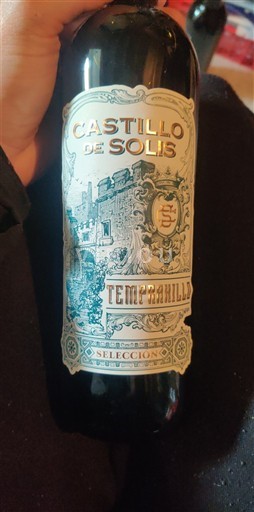 CASTILLO
DE SOLIS
TEMPRANILLO
SELECCIÓN